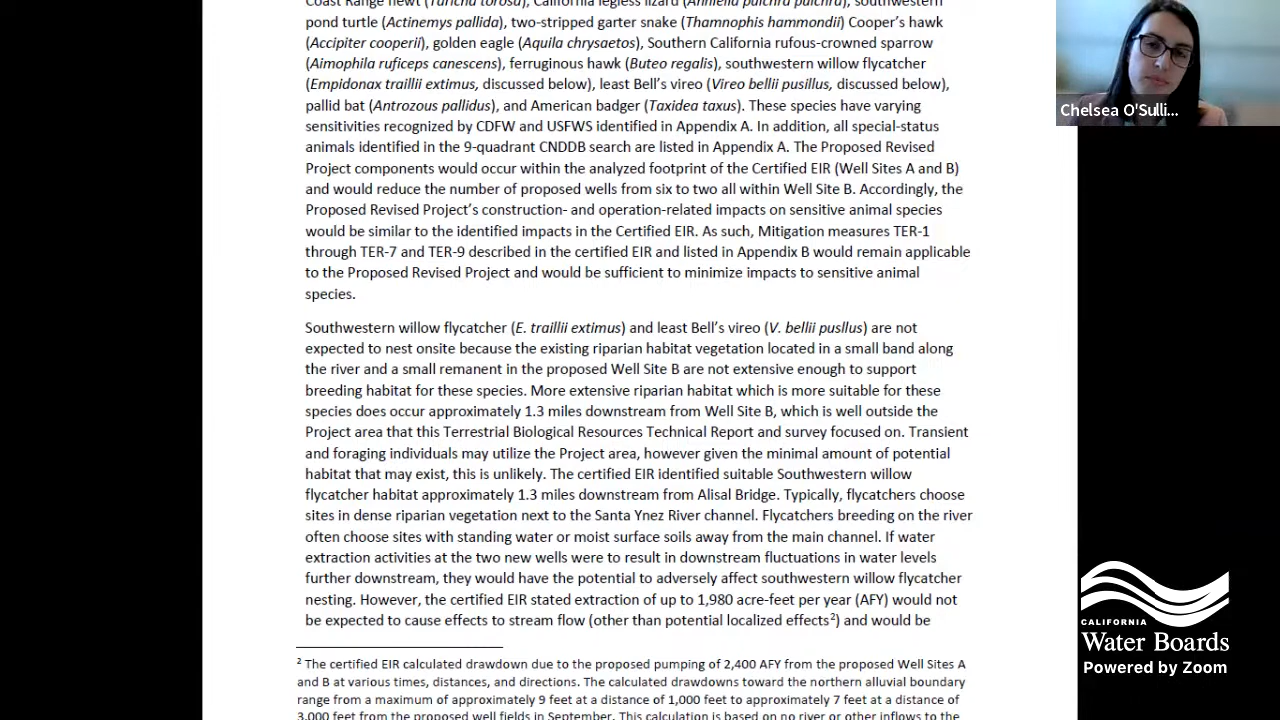 Coast Range newt (Taricha torosa), California legless lizard (Anniella pulchra pulchra), southwestern
pond turtle (Actinemys pallida), two-stripped garter snake (Thamnophis hammondii) Cooper's hawk
(Accipiter cooperii), golden eagle (Aquila chrysaetos), Southern California rufous-crowned sparrow
(Aimophila ruficeps canescens), ferruginous hawk (Buteo regalis), southwestern willow flycatcher
(Empidonax traillii extimus, discussed below), least Bell's vireo (Vireo bellii pusillus, discussed below),
pallid bat (Antrozous pallidus), and American badger (Taxidea taxus). These species have varying
sensitivities recognized by CDFW and USFWS identified in Appendix A. In addition, all special-status
animals identified in the 9-quadrant CNDDB search are listed in Appendix A. The Proposed Revised
Project components would occur within the analyzed footprint of the Certified EIR (Well Sites A and B)
and would reduce the number of proposed wells from six to two all within Well Site B. Accordingly, the
Proposed Revised Project's construction- and operation-related impacts on sensitive animal species
would be similar to the identified impacts in the Certified EIR. As such, Mitigation measures TER-1
through TER-7 and TER-9 described in the certified EIR and listed in Appendix B would remain applicable
to the Proposed Revised Project and would be sufficient to minimize impacts to sensitive animal
species.
Southwestern willow flycatcher (E. traillii extimus) and least Bell's vireo (V. bellii pusllus) are not
expected to nest onsite because the existing riparian habitat vegetation located in a small band along
the river and a small remanent in the proposed Well Site B are not extensive enough to support
breeding habitat for these species. More extensive riparian habitat which is more suitable for these
species does occur approximately 1.3 miles downstream from Well Site B, which is well outside the
Project area that this Terrestrial Biological Resources Technical Report and survey focused on. Transient
and foraging individuals may utilize the Project area, however given the minimal amount of potential
habitat that may exist, this is unlikely. The certified EIR identified suitable Southwestern willow
flycatcher habitat approximately 1.3 miles downstream from Alisal Bridge. Typically, flycatchers choose
sites in dense riparian vegetation next to the Santa Ynez River channel. Flycatchers breeding on the river
often choose sites with standing water or moist surface soils away from the main channel. If water
extraction activities at the two new wells were to result in downstream fluctuations in water levels
further downstream, they would have the potential to adversely affect southwestern willow flycatcher
nesting. However, the certified EIR stated extraction of up to 1,980 acre-feet per year (AFY) would not
be expected to cause effects to stream flow (other than potential localized effects²) and would be
² The certified EIR calculated drawdown due to the proposed pumping of 2,400 AFY from the proposed Well Sites A
and B at various times, distances, and directions. The calculated drawdowns toward the northern alluvial boundary
range from a maximum of approximately 9 feet at a distance of 1,000 feet to approximately 7 feet at a distance of
3,000 feet from the proposed well fields in September. This calculation is based on no river or other inflows to the
Chelsea O'Sulli...
CALIFORNIA
Water Boards
Powered by Zoom